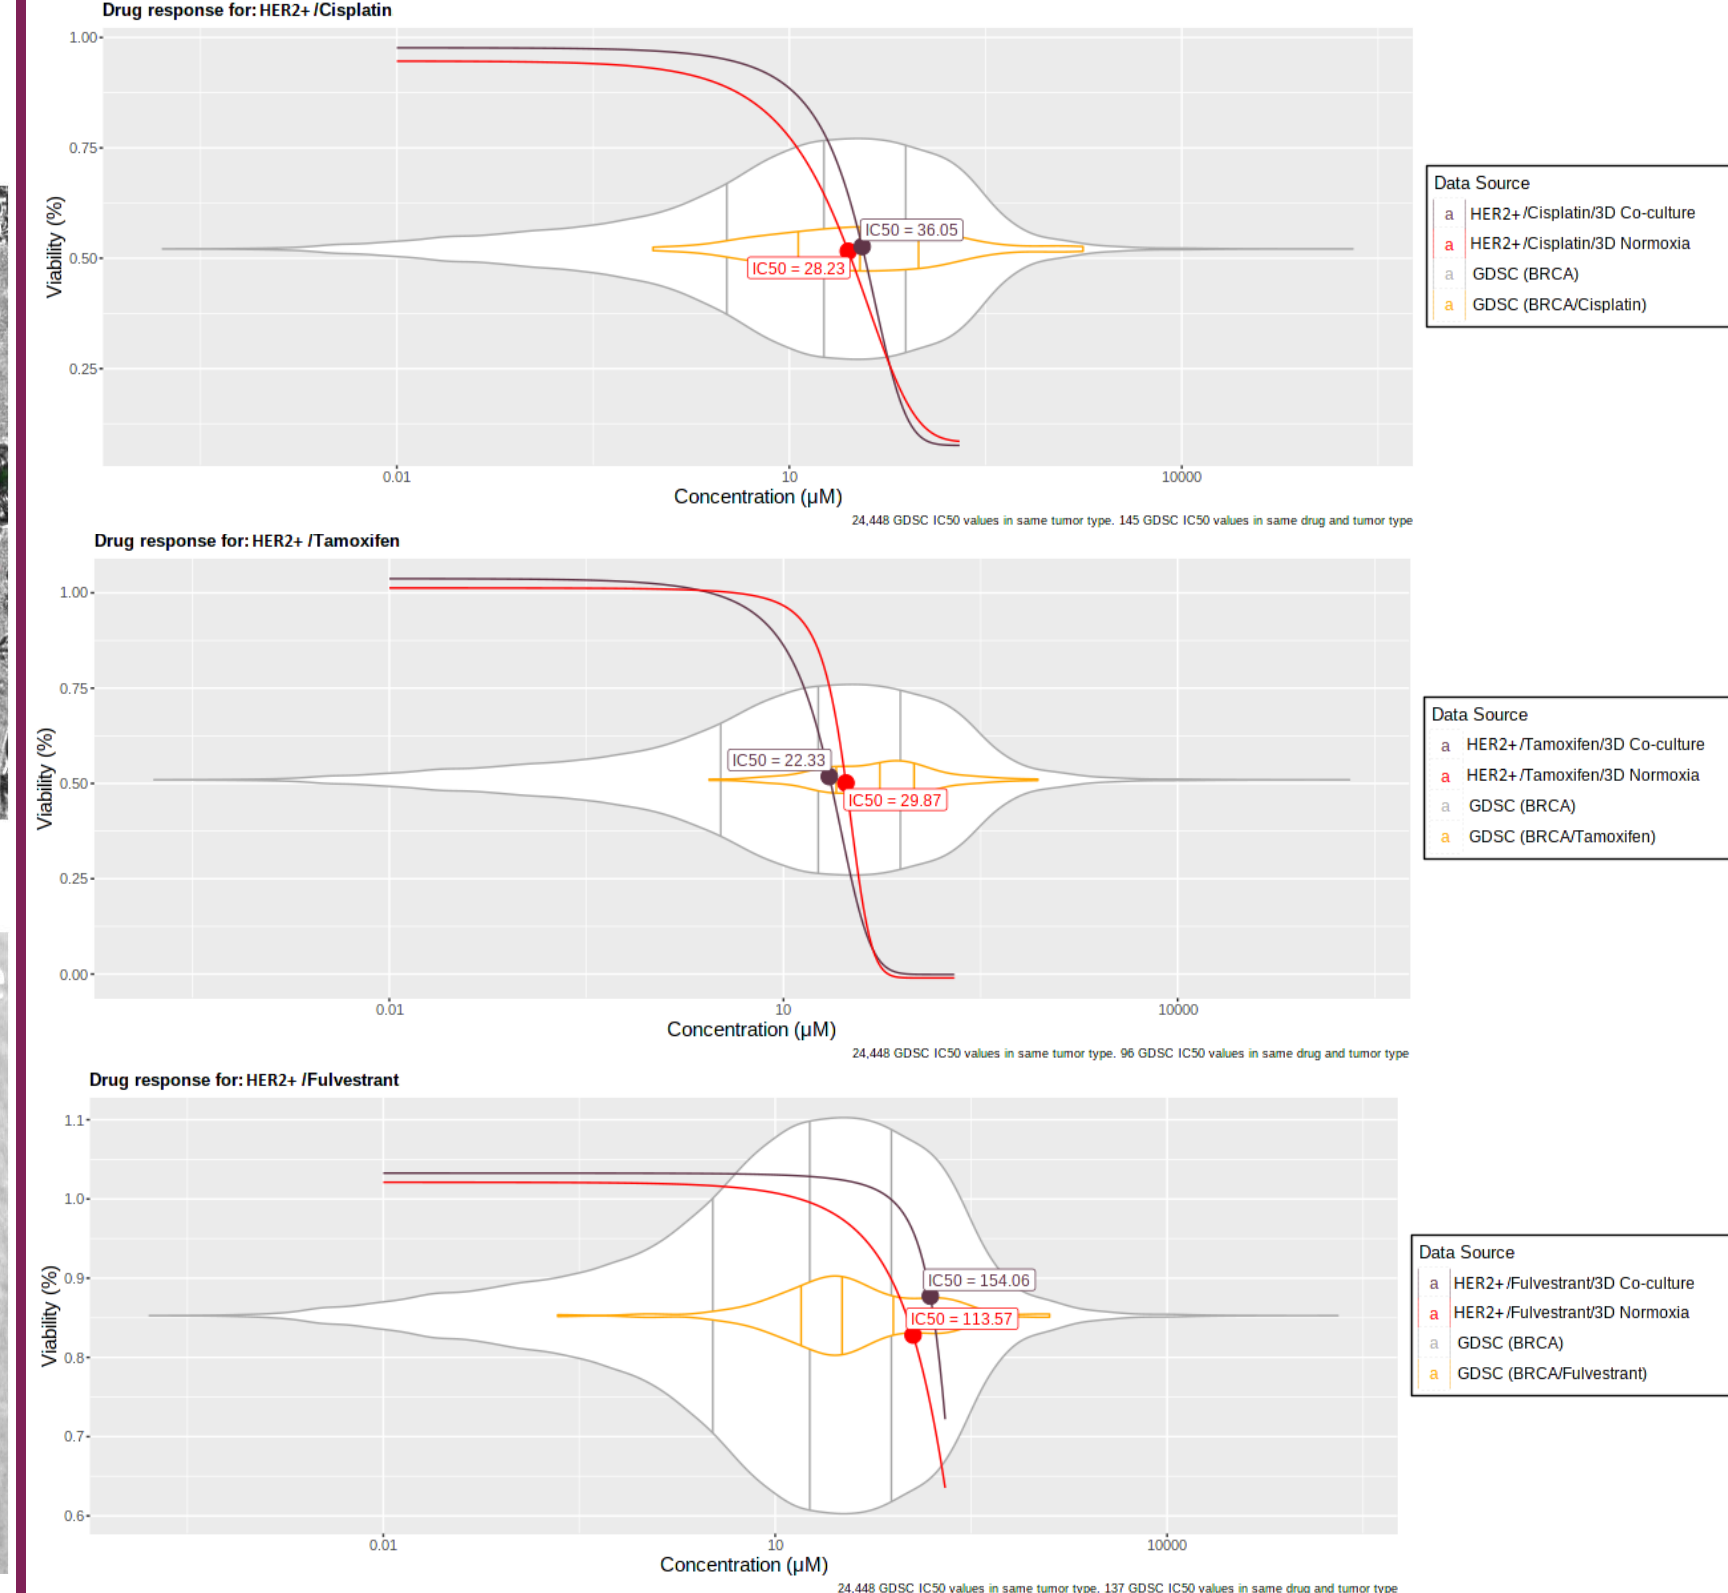 Drug response for: HER2+ /Cisplatin
1.00
0.75
0.50
0.25
Viability (%)
IC50 = 36.05
IC50 = 28.23
0.01
10
10000
Concentration (µM)
24,448 GDSC IC50 values in same tumor type. 145 GDSC IC50 values in same drug and tumor type
Data Source
a HER2+/Cisplatin/3D Co-culture
a HER2+/Cisplatin/3D Normoxia
a GDSC (BRCA)
a GDSC (BRCA/Cisplatin)
Drug response for: HER2+ /Tamoxifen
1.00
0.75
0.50
0.25
0.00
Viability (%)
IC50 = 22.33
IC50 = 29.87
0.01
10
10000
Concentration (µM)
24,448 GDSC IC50 values in same tumor type. 96 GDSC IC50 values in same drug and tumor type
Data Source
a HER2+/Tamoxifen/3D Co-culture
a HER2+/Tamoxifen/3D Normoxia
a GDSC (BRCA)
a GDSC (BRCA/Tamoxifen)
Drug response for: HER2+ /Fulvestrant
1.1
1.0
0.9
0.8
0.7
0.6
Viability (%)
IC50 = 154.06
IC50 = 113.57
0.01
10
10000
Concentration (µM)
24,448 GDSC IC50 values in same tumor type. 137 GDSC IC50 values in same drug and tumor type
Data Source
a HER2+/Fulvestrant/3D Co-culture
a HER2+/Fulvestrant/3D Normoxia
a GDSC (BRCA)
a GDSC (BRCA/Fulvestrant)